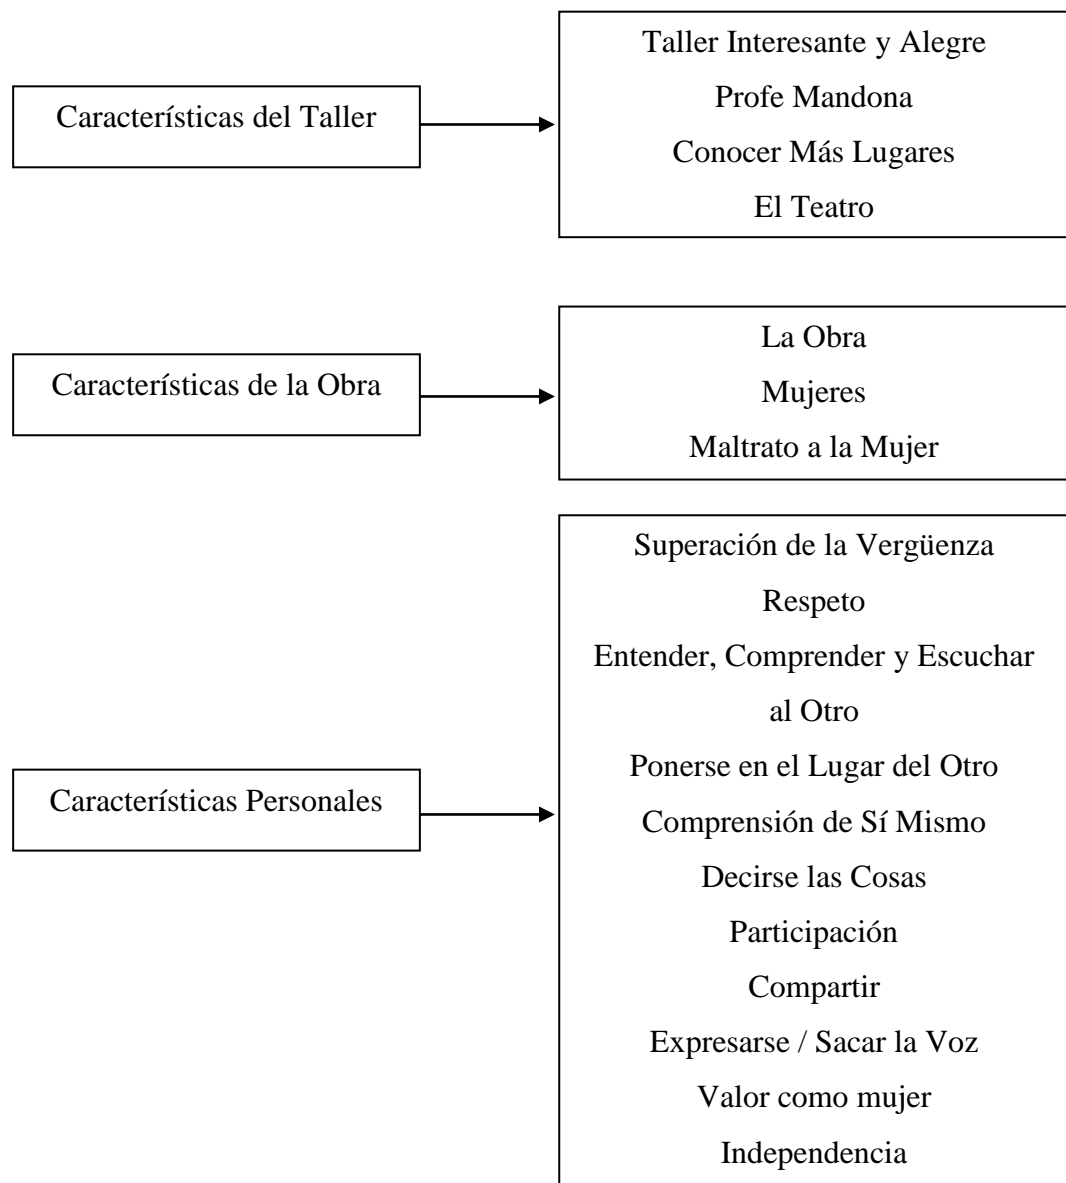 Características del Taller
Taller Interesante y Alegre
Profe Mandona
Conocer Más Lugares
El Teatro
Características de la Obra
La Obra
Mujeres
Maltrato a la Mujer
Características Personales
Superación de la Vergüenza
Respeto
Entender, Comprender y Escuchar
al Otro
Ponerse en el Lugar del Otro
Comprensión de Sí Mismo
Decirse las Cosas
Participación
Compartir
Expresarse / Sacar la Voz
Valor como mujer
Independencia